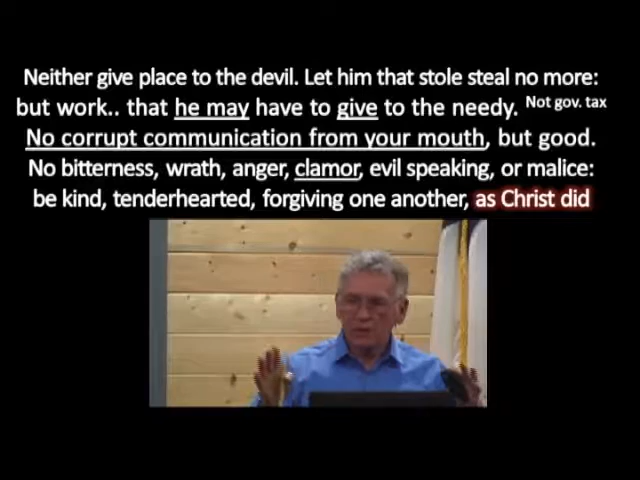 Neither give place to the devil. Let him that stole steal no more:
but work.. that he may have to give to the needy. Not gov. tax
No corrupt communication from your mouth, but good.
No bitterness, wrath, anger, clamor, evil speaking, or malice:
be kind, tenderhearted, forgiving one another, as Christ did